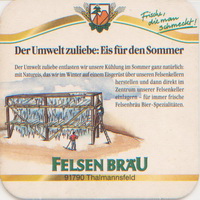 Frische,
die man
schmeckt!
Der Umwelt zuliebe: Eis für den Sommer
Der Umwelt zuliebe entlasten wir unsere Kühlung im Sommer ganz natürlich:
mit Natureis, das wir im Winter auf einem Eisgerüst über unseren Felsenkellern
herstellen und dann direkt im
Zentrum unserer Felsenkeller
einlagern - für immer frische
Felsenbräu Bier-Spezialitäten.
FELSEN BRÄU
91790 Thalmannsfeld